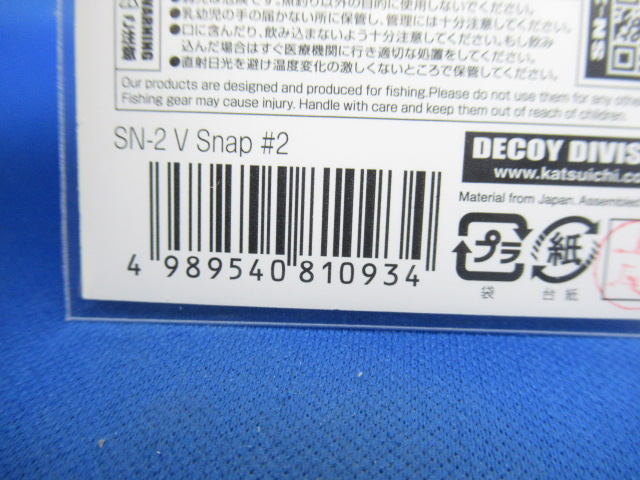 乳幼児の手の届かない所に保管し、管理には十分注意してください。
口に含んだり、飲み込まないよう十分注意してください。もし飲み
込んだ場合はすぐ医療機関に行き適切な処置をしてください。
直射日光を避け温度変化の激しくないところで保管してください。
WARNING
Our products are designed and produced for fishing.Please do not use them for any
Fishing gear may cause injury. Handle with care and keep them out of reach of children.
SN-2 V Snap #2
DECOY DIVIS
www.katsuichi.co
Material from Japan. Assemble
4 989540 810934
プラ
紙
袋
台紙